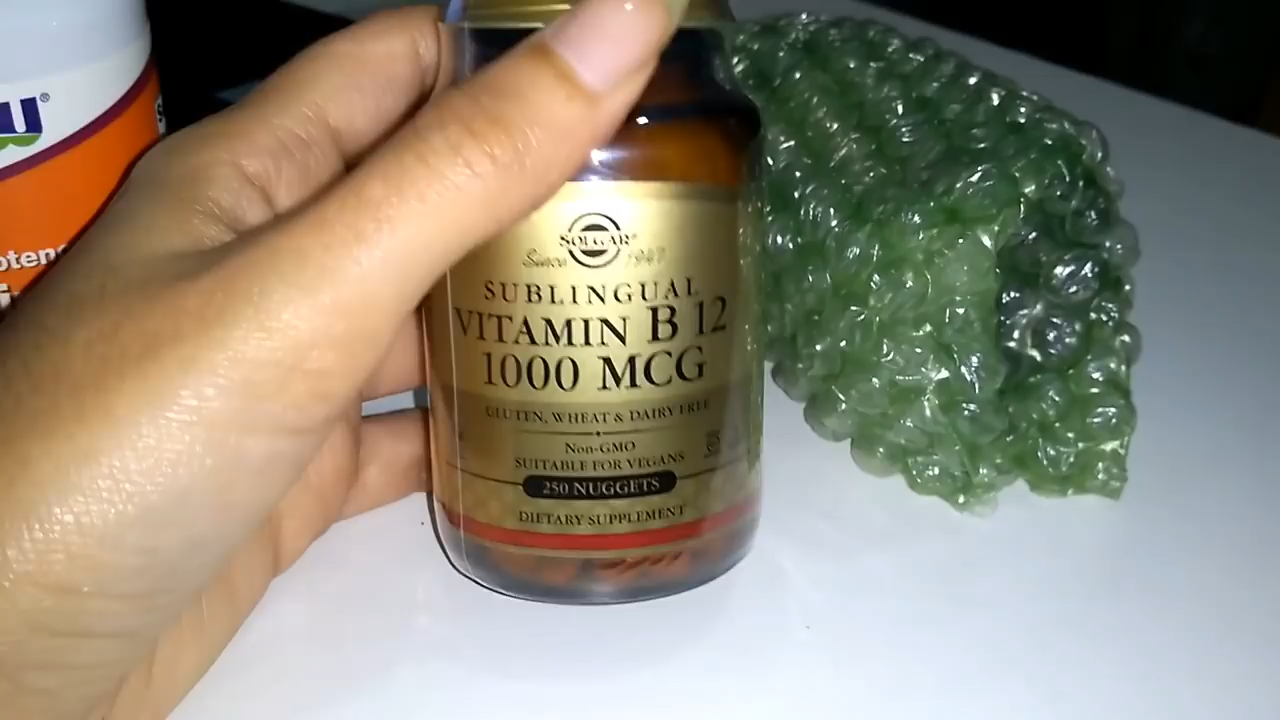 U®
oten
SOLGAR®
Since 1947
SUBLINGUAL
VITAMIN B 12
1000 MCG
GLUTEN, WHEAT & DAIRY FREE
Non-GMO
SUITABLE FOR VEGANS
250 NUGGETS
DIETARY SUPPLEMENT